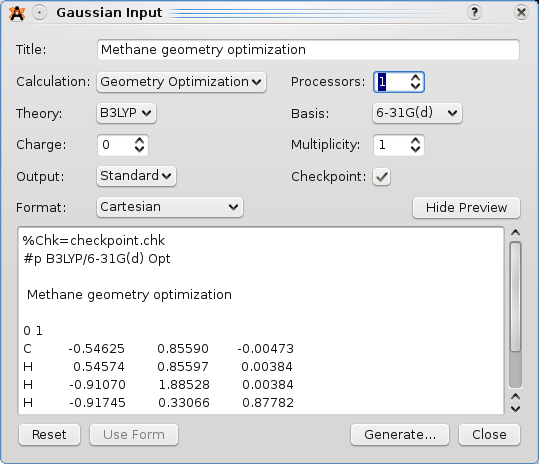 Gaussian Input
Title: Methane geometry optimization
Calculation: Geometry Optimization Processors: 1
Theory: B3LYP Basis: 6-31G(d)
Charge: 0 Multiplicity: 1
Output: Standard Checkpoint:
Format: Cartesian Hide Preview
%Chk=checkpoint.chk
#p B3LYP/6-31G(d) Opt
Methane geometry optimization
0 1
C -0.54625 0.85590 -0.00473
H 0.54574 0.85597 0.00384
H -0.91070 1.88528 0.00384
H -0.91745 0.33066 0.87782
Reset Use Form Generate... Close